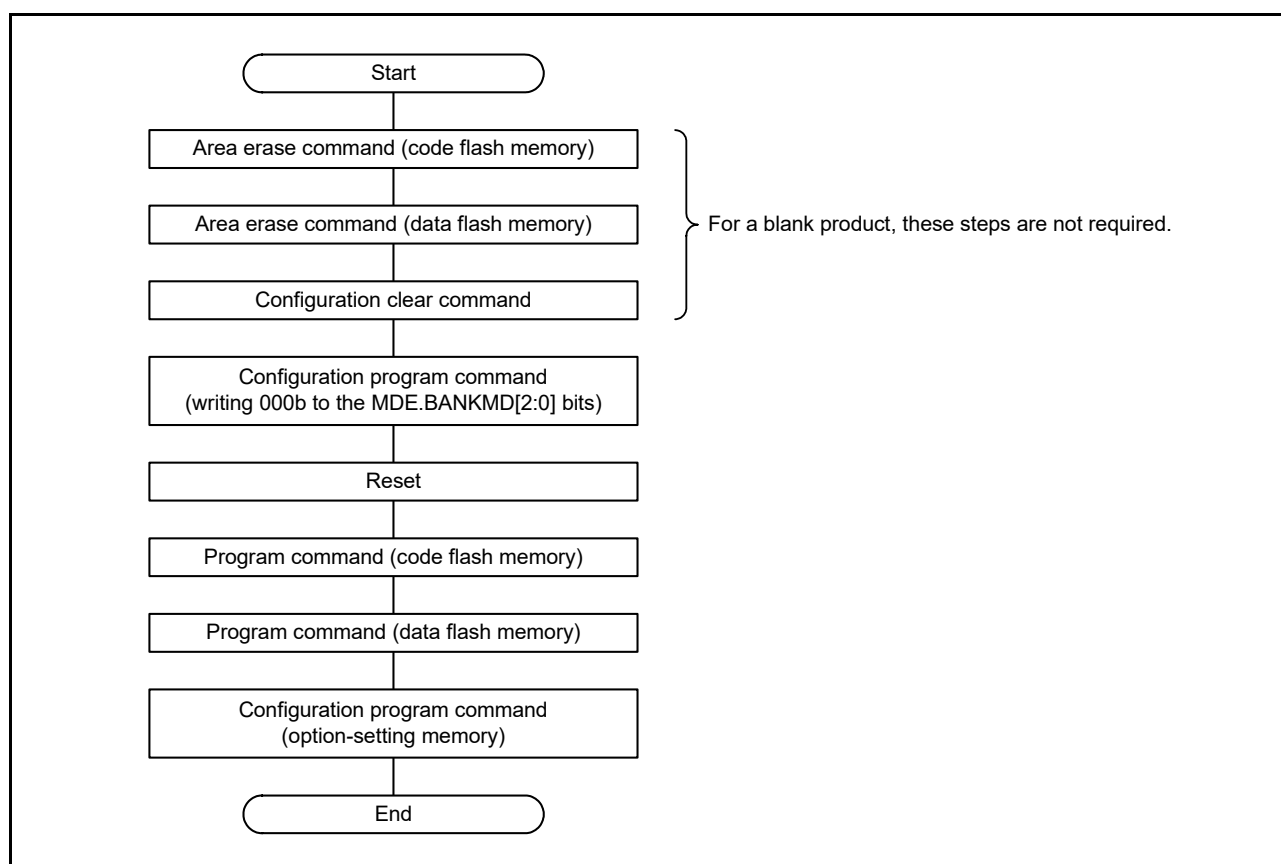 Start
Area erase command (code flash memory)
Area erase command (data flash memory)
For a blank product, these steps are not required.
Configuration clear command
Configuration program command
(writing 000b to the MDE.BANKMD[2:0] bits)
Reset
Program command (code flash memory)
Program command (data flash memory)
Configuration program command
(option-setting memory)
End